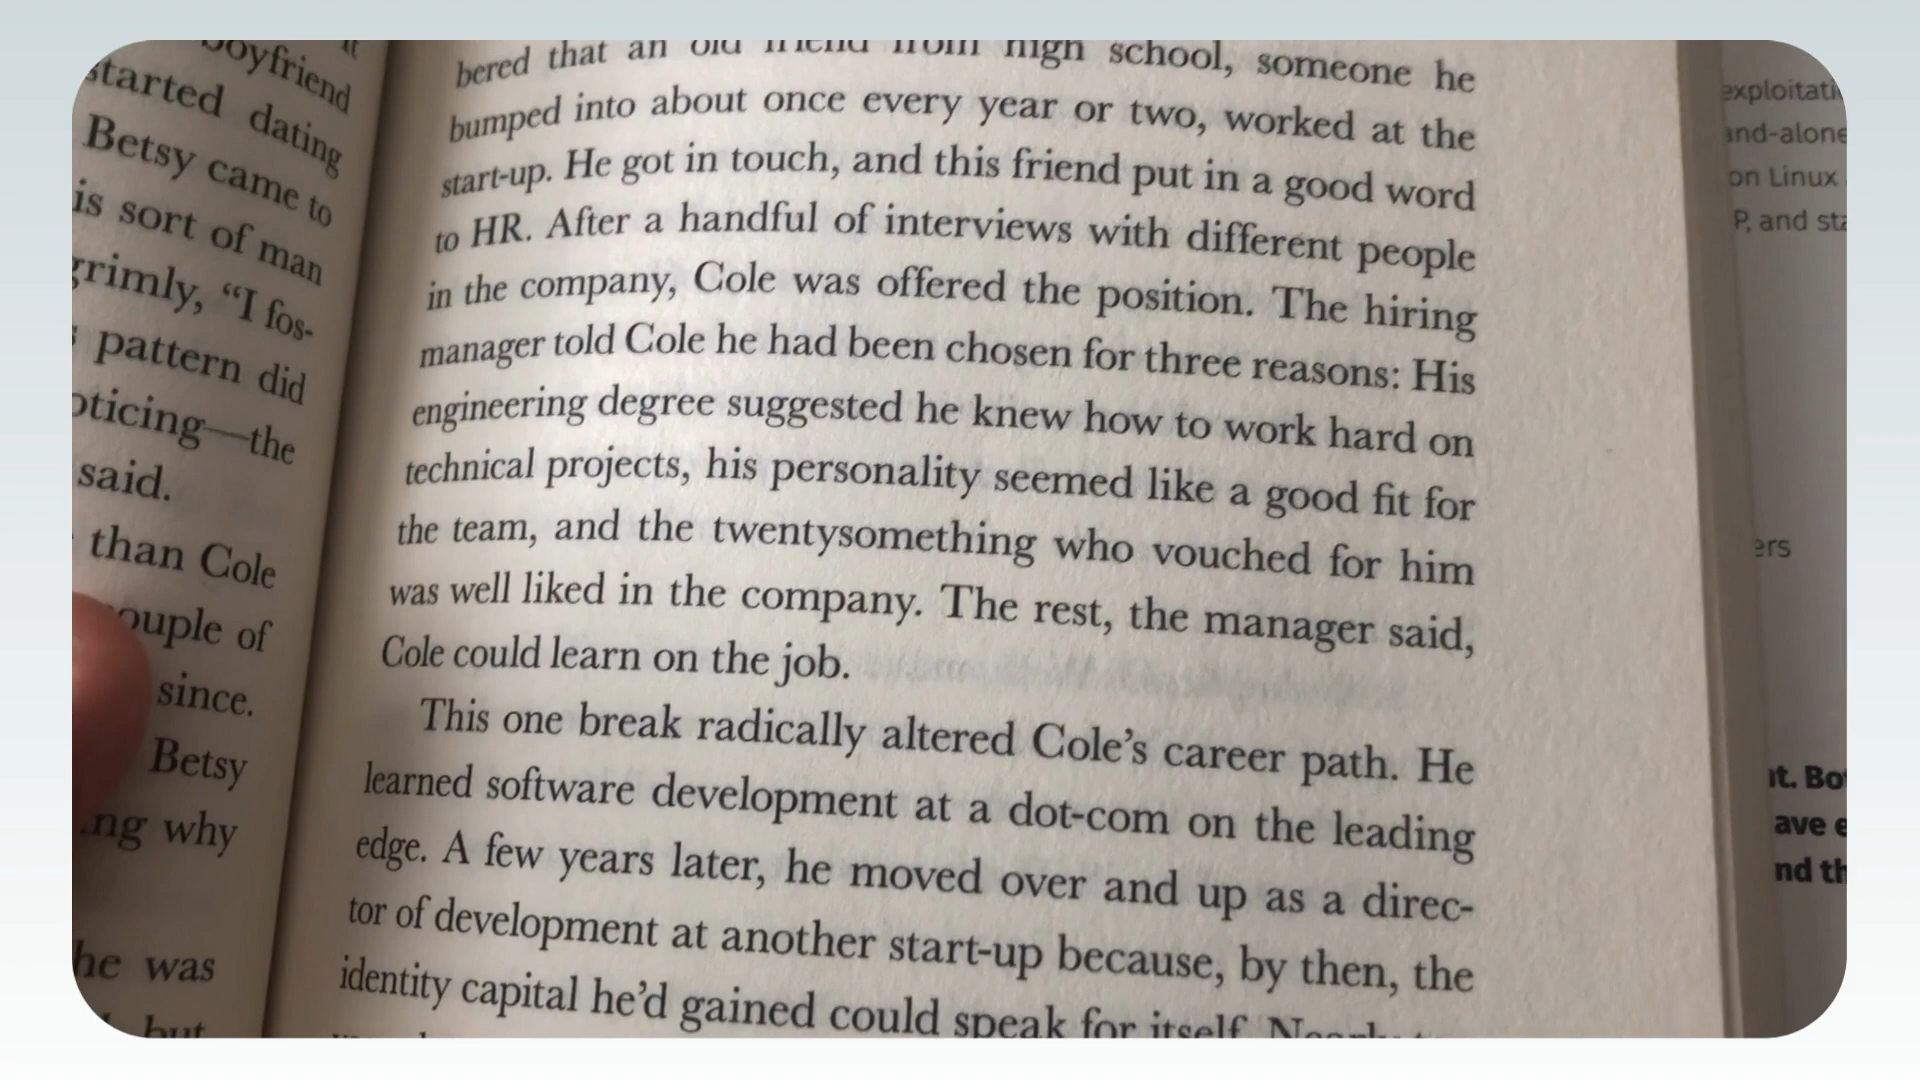 boyfriend
started dating
Betsy came to
is sort of man
grimly, “I fos-
pattern did
oticing—the
said.
than Cole
ouple of
since.
Betsy
ng why
he was
but
bered that an old friend from high school, someone he
bumped into about once every year or two, worked at the
start-up. He got in touch, and this friend put in a good word
to HR. After a handful of interviews with different people
in the company, Cole was offered the position. The hiring
manager told Cole he had been chosen for three reasons: His
engineering degree suggested he knew how to work hard on
technical projects, his personality seemed like a good fit for
the team, and the twentysomething who vouched for him
was well liked in the company. The rest, the manager said,
Cole could learn on the job.
This one break radically altered Cole’s career path. He
learned software development at a dot-com on the leading
edge. A few years later, he moved over and up as a direc-
tor of development at another start-up because, by then, the
identity capital he’d gained could speak for itself.
exploitati
and-alone
on Linux
P, and sta
ers
nt. Bo
ave e
nd th